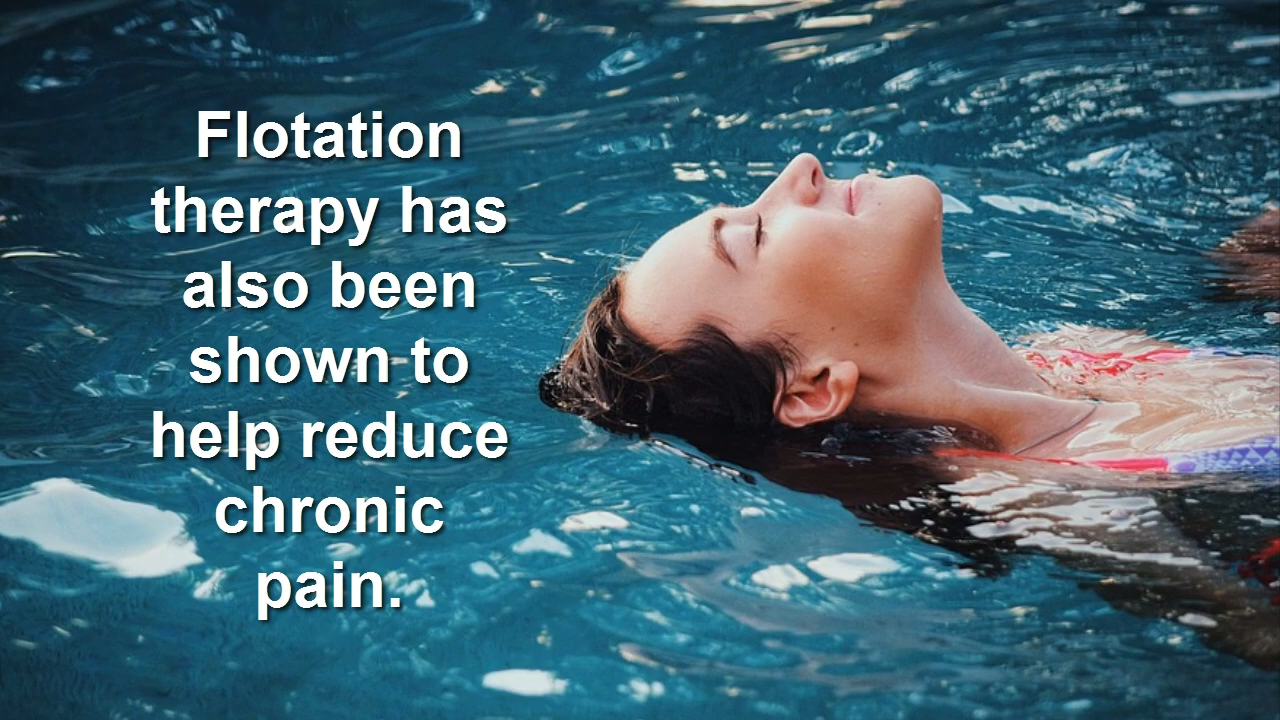 Flotation
therapy has
also been
shown to
help reduce
chronic
pain.